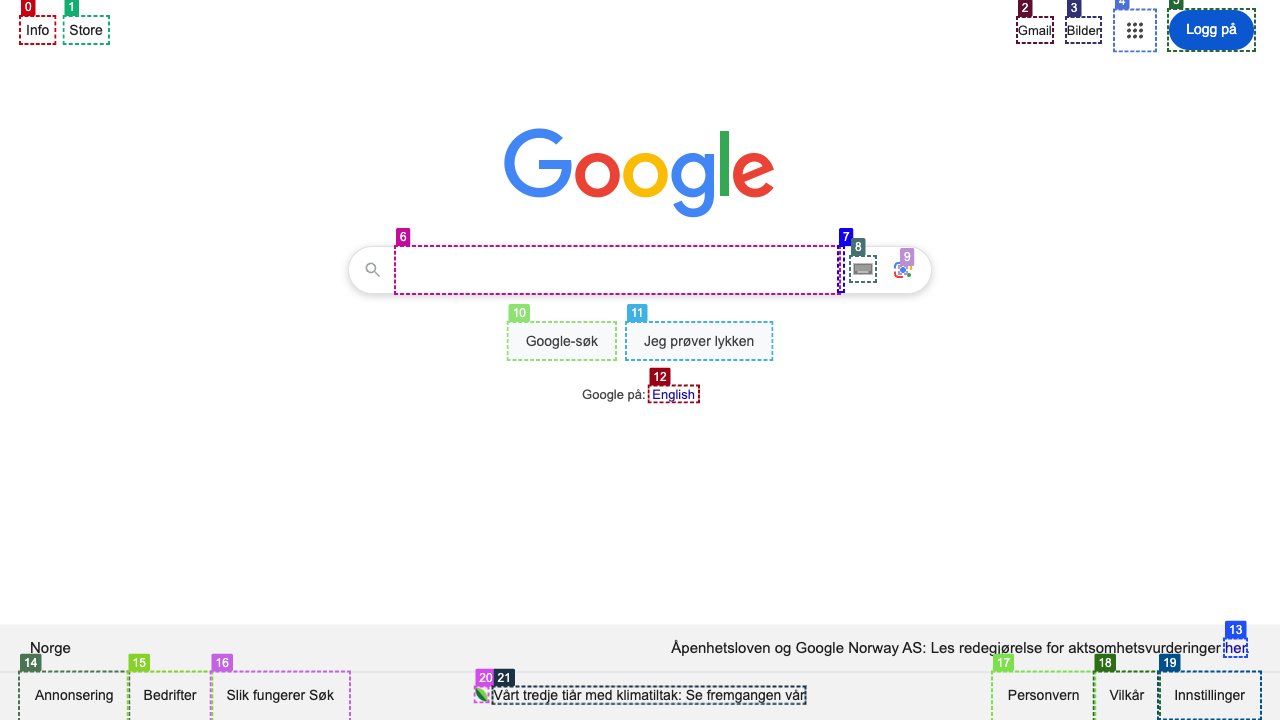 0
1
2
3
4
5
Info
Store
Gmail
Bilder
Logg på
Google
6
7
8
9
10
11
Google-søk
Jeg prøver lykken
12
Google på: English
13
Norge
Åpenhetsloven og Google Norway AS: Les redegjørelse for aktsomhetsvurderinger her.
14
15
16
20
21
17
18
19
Annonsering
Bedrifter
Slik fungerer Søk
Vårt tredje tiår med klimatiltak: Se fremgangen vår
Personvern
Vilkår
Innstillinger